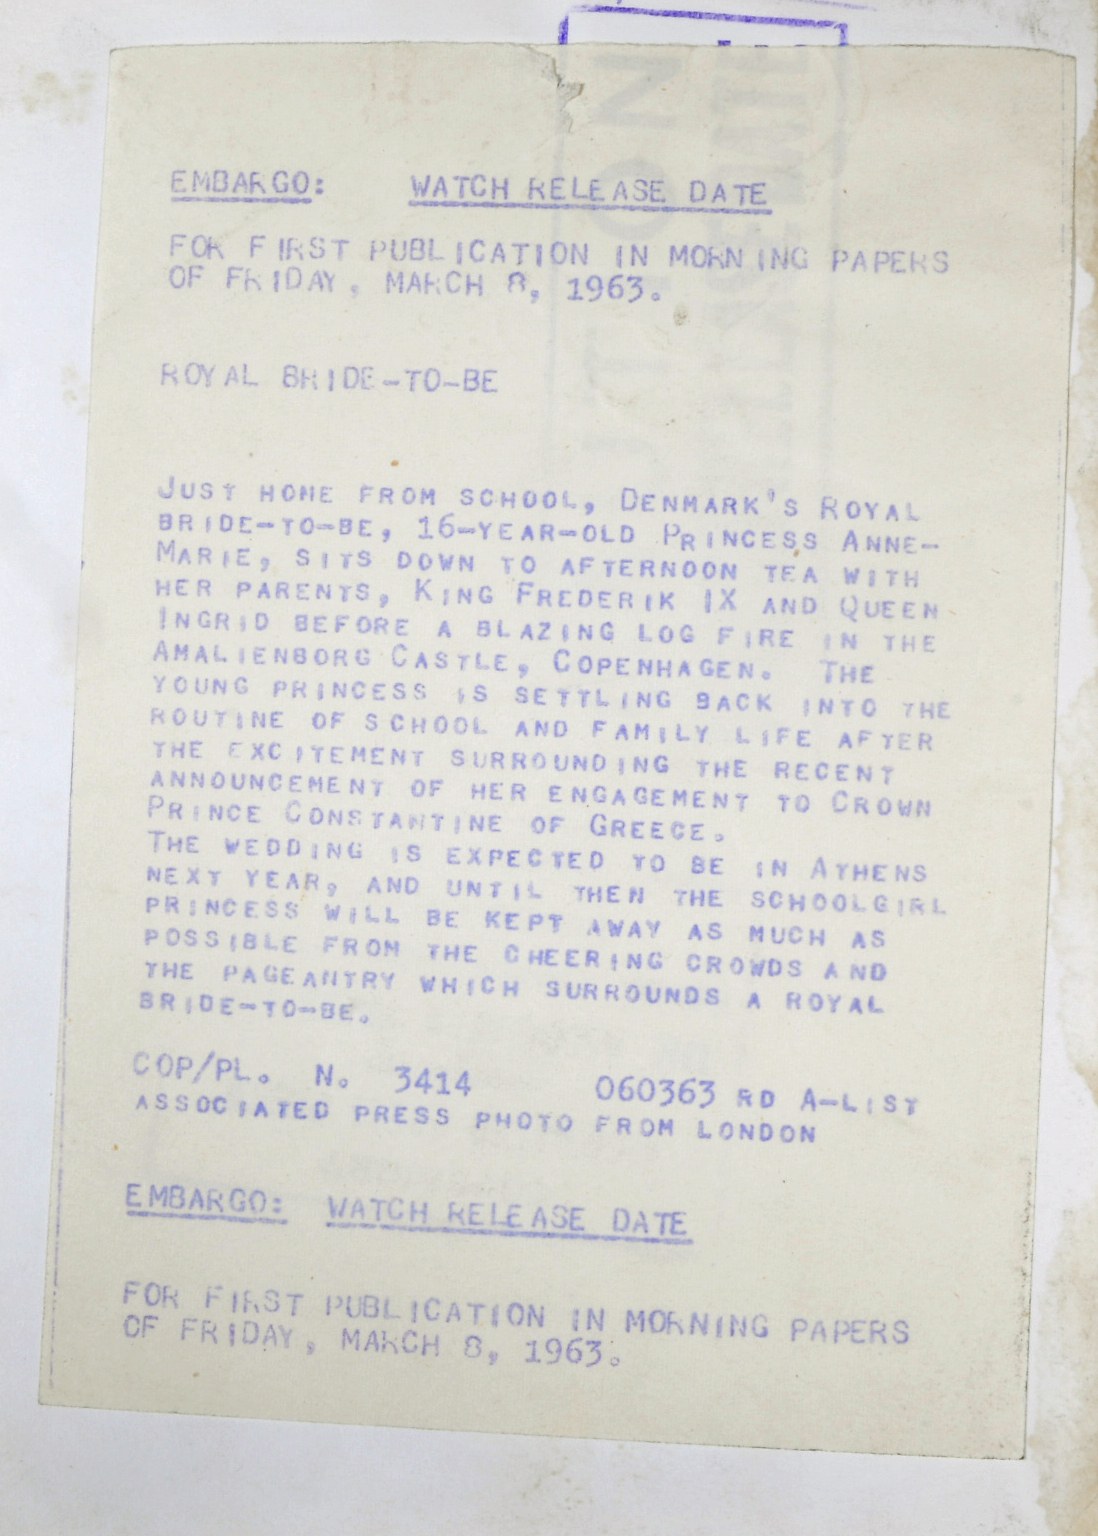 EMBARGO: WATCH RELEASE DATE
FOR FIRST PUBLICATION IN MORNING PAPERS
OF FRIDAY, MARCH 8, 1963.
ROYAL BRIDE-TO-BE
JUST HOME FROM SCHOOL, DENMARK'S ROYAL
BRIDE-TO-BE, 16-YEAR-OLD PRINCESS ANNE-
MARIE, SITS DOWN TO AFTERNOON TEA WITH
HER PARENTS, KING FREDERIK IX AND QUEEN
INGRID BEFORE A BLAZING LOG FIRE IN THE
AMALIENBORG CASTLE, COPENHAGEN. THE
YOUNG PRINCESS IS SETTLING BACK INTO THE
ROUTINE OF SCHOOL AND FAMILY LIFE AFTER
THE EXCITEMENT SURROUNDING THE RECENT
ANNOUNCEMENT OF HER ENGAGEMENT TO CROWN
PRINCE CONSTANTINE OF GREECE.
THE WEDDING IS EXPECTED TO BE IN ATHENS
NEXT YEAR, AND UNTIL THEN THE SCHOOLGIRL
PRINCESS WILL BE KEPT AWAY AS MUCH AS
POSSIBLE FROM THE CHEERING CROWDS AND
THE PAGEANTRY WHICH SURROUNDS A ROYAL
BRIDE-TO-BE.
COP/PL. N. 3414 060363 RD A-LIST
ASSOCIATED PRESS PHOTO FROM LONDON
EMBARGO: WATCH RELEASE DATE
FOR FIRST PUBLICATION IN MORNING PAPERS
OF FRIDAY, MARCH 8, 1963.